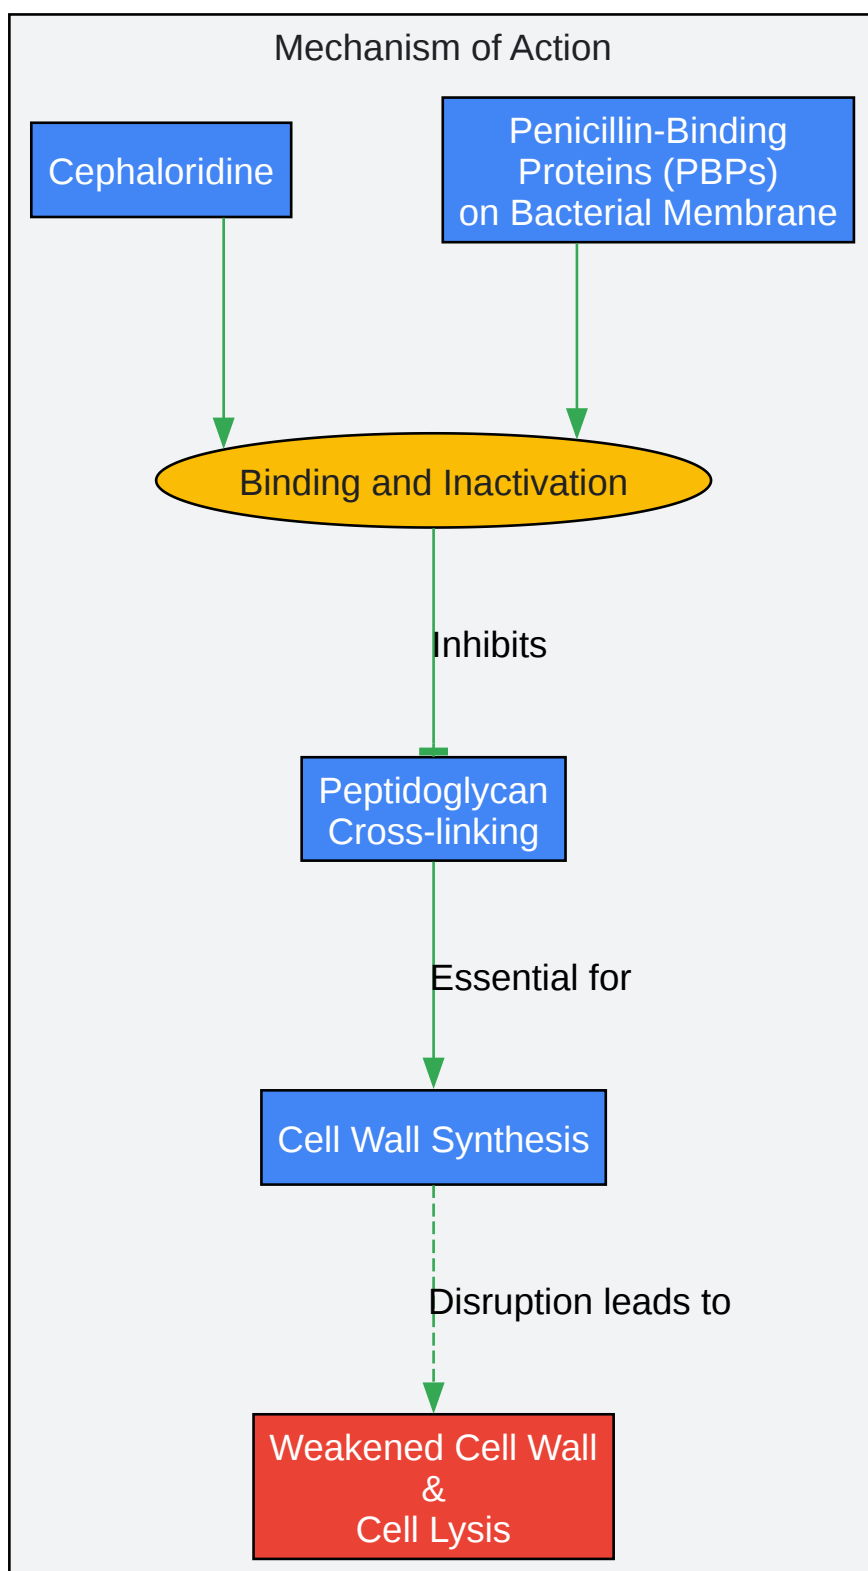 Mechanism of Action
Cephaloridine
Penicillin-Binding
Proteins (PBPs)
on Bacterial Membrane
Binding and Inactivation
Inhibits
Peptidoglycan
Cross-linking
Essential for
Cell Wall Synthesis
Disruption leads to
Weakened Cell Wall
&
Cell Lysis